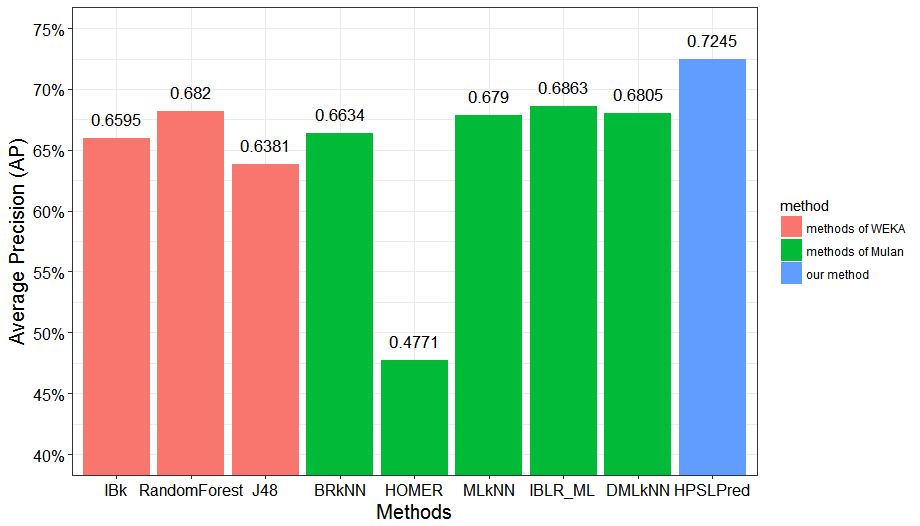 75%
70%
65%
60%
55%
50%
45%
40%
Average Precision (AP)
0.6595
0.682
0.6381
0.6634
0.4771
0.679
0.6863
0.6805
0.7245
IBk RandomForest J48 BRkNN HOMER MLkNN IBLR_ML DMLkNN HPSLPred
Methods
method
methods of WEKA
methods of Mulan
our method